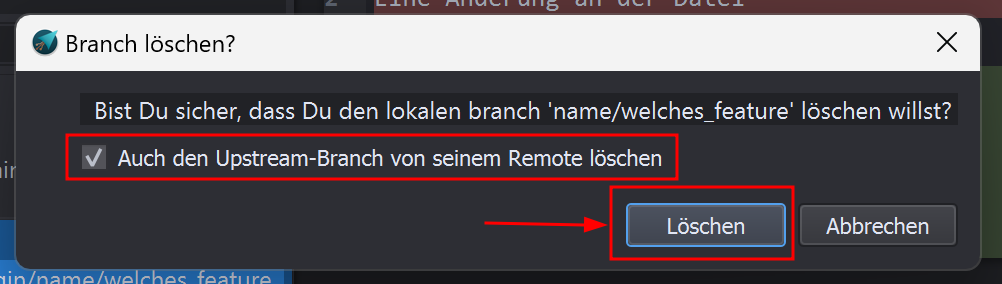 2 Eine Änderung an der Datei
Branch löschen?
Bist Du sicher, dass Du den lokalen branch 'name/welches_feature' löschen willst?
Auch den Upstream-Branch von seinem Remote löschen
Löschen Abbrechen
gin/name/welches_feature